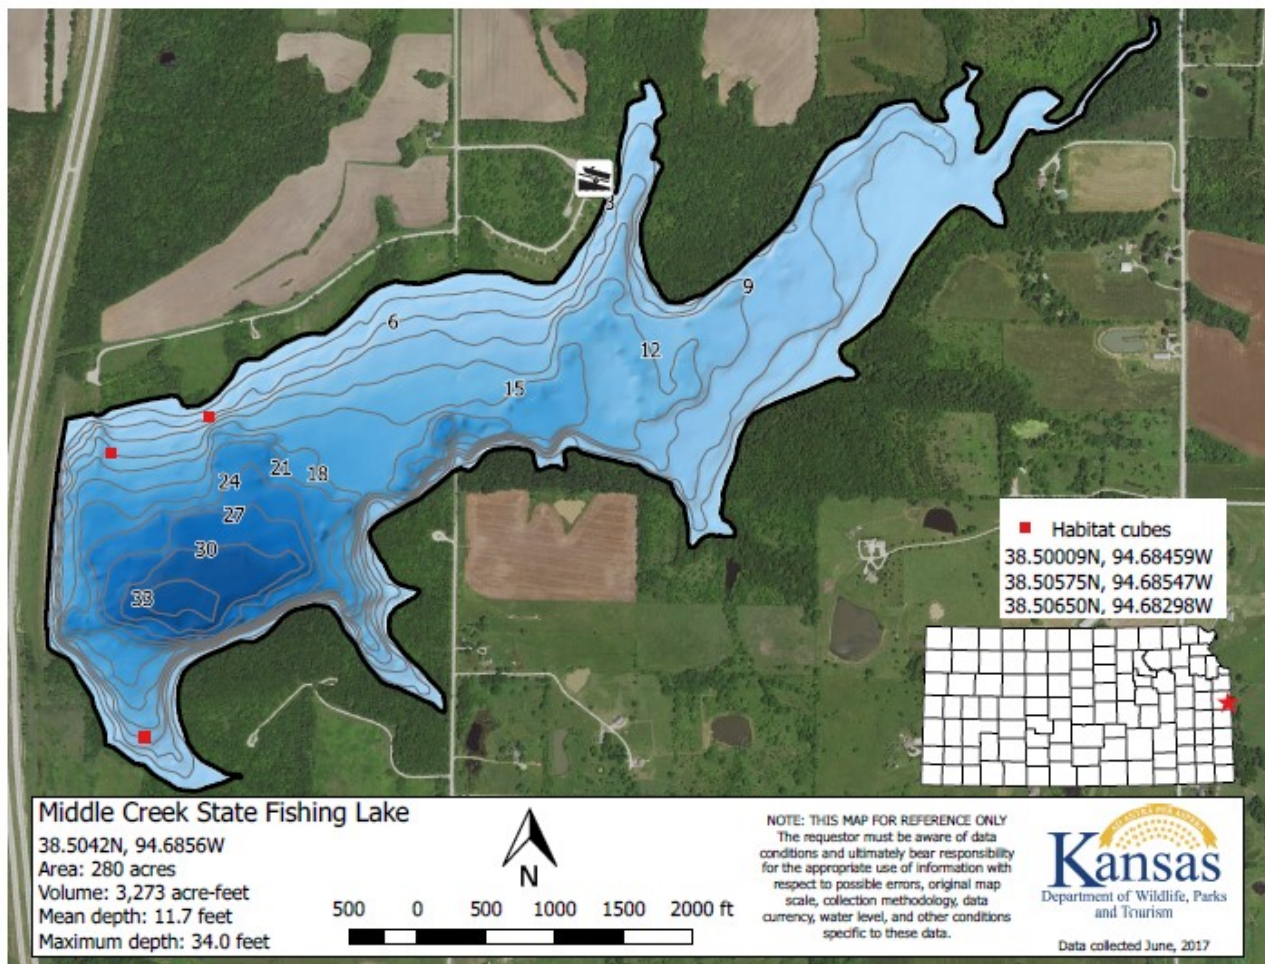 3
6
9
12
15
21
18
24
27
30
33
Habitat cubes
38.50009N, 94.68459W
38.50575N, 94.68547W
38.50650N, 94.68298W
Middle Creek State Fishing Lake
38.5042N, 94.6856W
Area: 280 acres
Volume: 3,273 acre-feet
Mean depth: 11.7 feet
Maximum depth: 34.0 feet
N
500 0 500 1000 1500 2000 ft
NOTE: THIS MAP FOR REFERENCE ONLY
The requestor must be aware of data
conditions and ultimately bear responsibility
for the appropriate use of information with
respect to possible errors, original map
scale, collection methodology, data
currency, water level, and other conditions
specific to these data.
AD ASTRA PER ASPERA
Kansas
Department of Wildlife, Parks
and Tourism
Data collected June, 2017